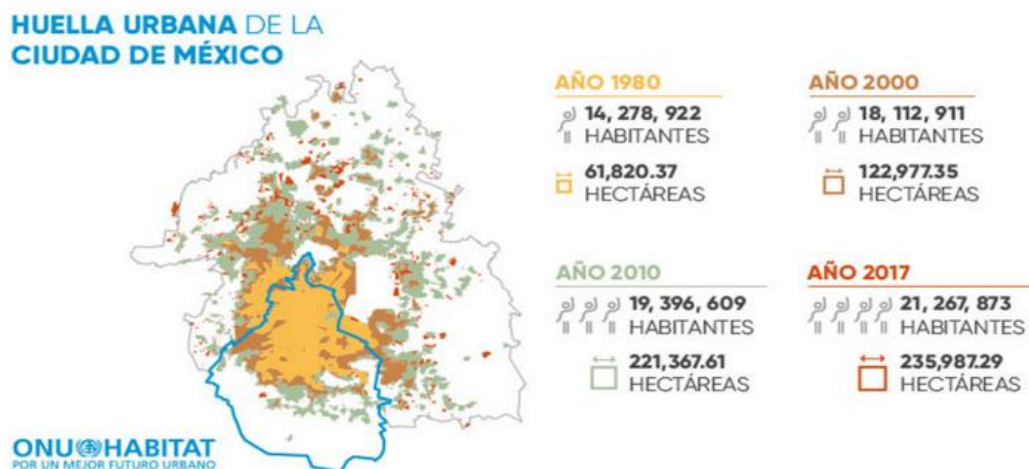 HUELLA URBANA DE LA
CIUDAD DE MÉXICO
AÑO 1980
14, 278, 922
HABITANTES
61,820.37
HECTÁREAS
AÑO 2000
18, 112, 911
HABITANTES
122,977.35
HECTÁREAS
AÑO 2010
19, 396, 609
HABITANTES
221,367.61
HECTÁREAS
AÑO 2017
21, 267, 873
HABITANTES
235,987.29
HECTÁREAS
ONU HABITAT
POR UN MEJOR FUTURO URBANO